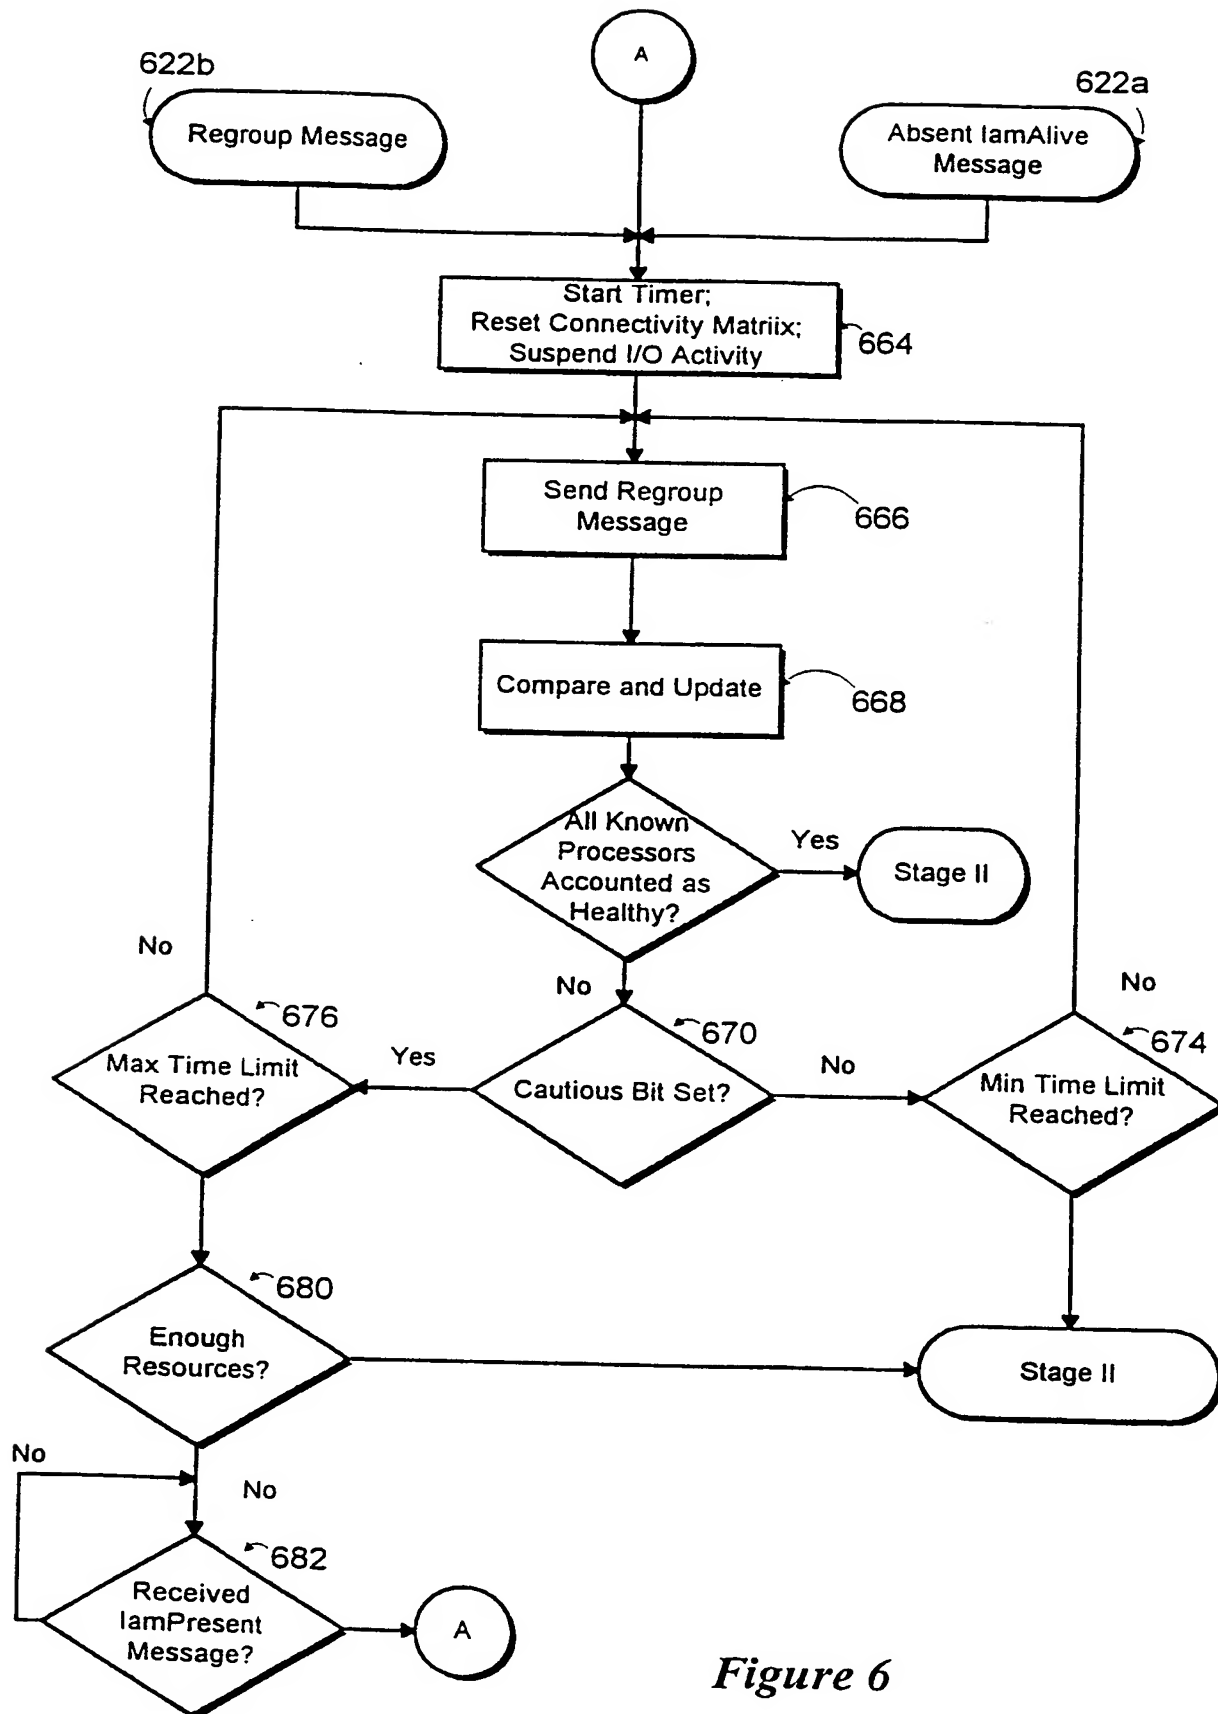 A
622b
622a
Regroup Message
Absent IamAlive
Message
Start Timer;
Reset Connectivity Matriix;
Suspend I/O Activity
664
Send Regroup
Message
666
Compare and Update
668
All Known
Processors
Accounted as
Healthy?
Yes
Stage II
No
No
No
676
670
674
Max Time Limit
Reached?
Yes
Cautious Bit Set?
No
Min Time Limit
Reached?
680
Enough
Resources?
Stage II
No
No
682
Received
IamPresent
Message?
A
Figure 6